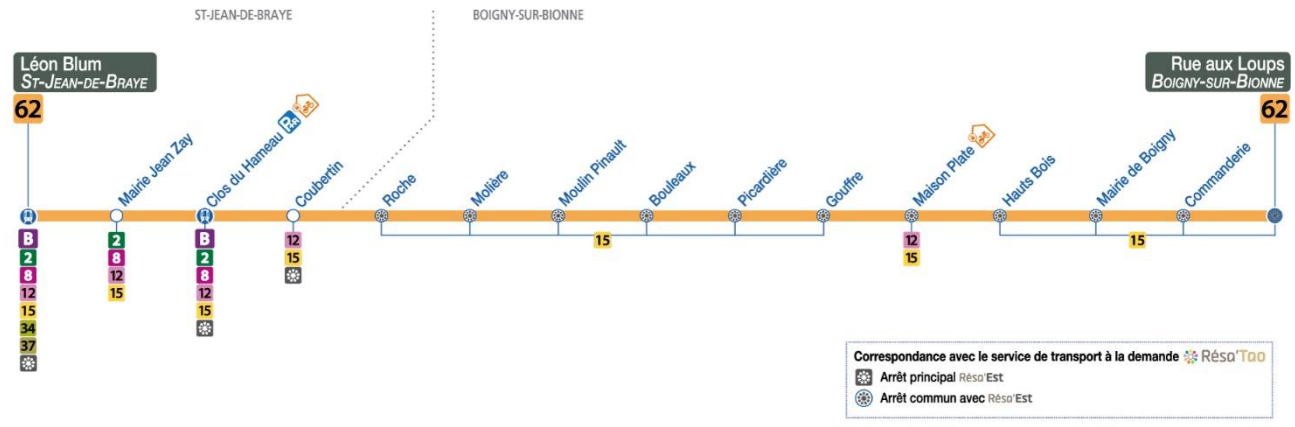 ST-JEAN-DE-BRAYE
BOIGNY-SUR-BIONNE
Léon Blum
ST-JEAN-DE-BRAYE
62
Rue aux Loups
BOIGNY-SUR-BIONNE
62
Mairie Jean Zay
Clos du Hameau P+R
Coubertin
Roche
Molière
Moulin Pinault
Bouleaux
Picardière
Gouffre
Maison Plate
Hauts Bois
Mairie de Boigny
Commanderie
B
2
8
12
15
34
37
2
8
12
15
B
2
8
12
15
12
15
15
12
15
15
Correspondance avec le service de transport à la demande Résa'Tao
Arrêt principal Résa'Est
Arrêt commun avec Résa'Est